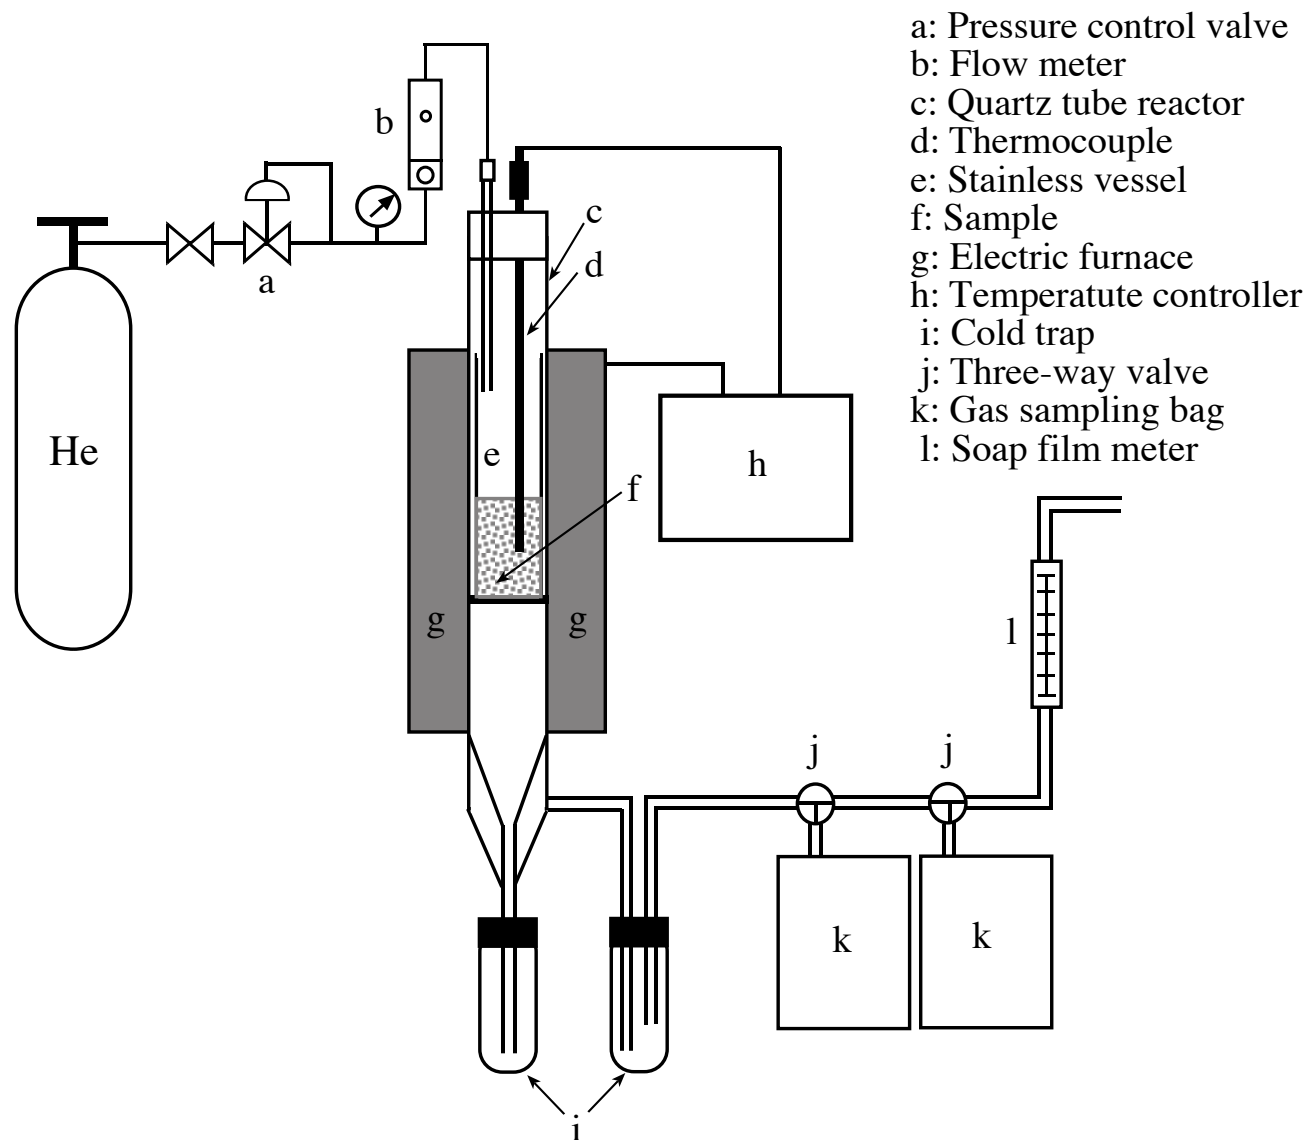 a: Pressure control valve
b: Flow meter
c: Quartz tube reactor
d: Thermocouple
e: Stainless vessel
f: Sample
g: Electric furnace
h: Temperatute controller
i: Cold trap
j: Three-way valve
k: Gas sampling bag
l: Soap film meter
b
c
d
a
He
e
h
f
g
g
l
j
j
k
k
i